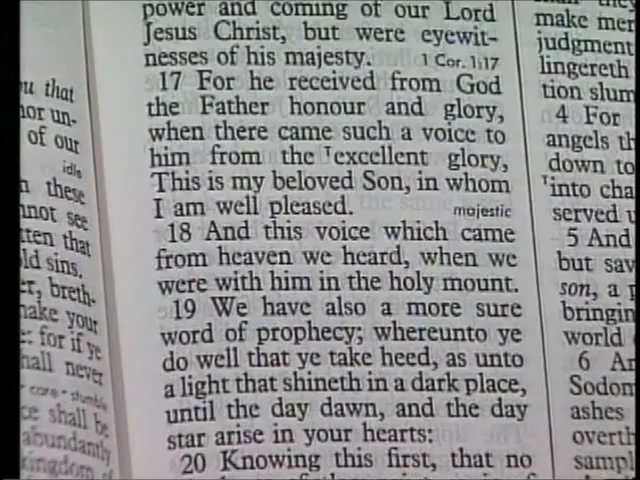 u that
of our
idle
n these
not see
tten that
ld sins.
er, breth-
make your
: for if ye
hall never
care • stumble
ce shall be
abundantly
kingdom of
power and coming of our Lord
Jesus Christ, but were eyewit-
nesses of his majesty. 1 Cor. 1:17
17 For he received from God
the Father honour and glory,
when there came such a voice to
him from the ᵀexcellent glory,
This is my beloved Son, in whom
I am well pleased. majestic
18 And this voice which came
from heaven we heard, when we
were with him in the holy mount.
19 We have also a more sure
word of prophecy; whereunto ye
do well that ye take heed, as unto
a light that shineth in a dark place,
until the day dawn, and the day
star arise in your hearts:
20 Knowing this first, that no
make mer
judgment
lingereth
tion slum
4 For
angels th
down to
ᵀinto cha
served u
5 And
but sav
son, a p
bringin
world
6 An
Sodom
ashes
overth
sampl